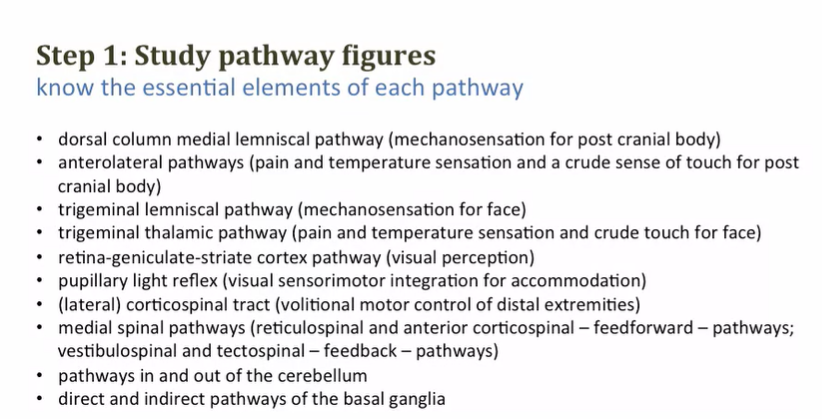 Step 1: Study pathway figures
know the essential elements of each pathway
• dorsal column medial lemniscal pathway (mechanosensation for post cranial body)
• anterolateral pathways (pain and temperature sensation and a crude sense of touch for post
cranial body)
• trigeminal lemniscal pathway (mechanosensation for face)
• trigeminal thalamic pathway (pain and temperature sensation and crude touch for face)
• retina-geniculate-striate cortex pathway (visual perception)
• pupillary light reflex (visual sensorimotor integration for accommodation)
• (lateral) corticospinal tract (volitional motor control of distal extremities)
• medial spinal pathways (reticulospinal and anterior corticospinal – feedforward – pathways;
vestibulospinal and tectospinal – feedback – pathways)
• pathways in and out of the cerebellum
• direct and indirect pathways of the basal ganglia